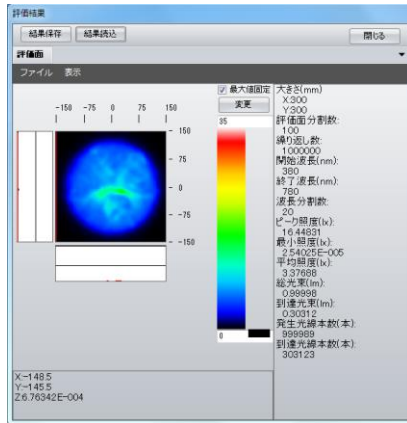 評価結果
結果保存 結果読込 閉じる
評価面
ファイル 表示
-150 -75 0 75 150
- 150
- 75
- 0
- -75
- -150
最大値固定
変更
35
0
大きさ(mm)
X:300
Y:300
評価面分割数:
100
繰り返し数:
1000000
開始波長(nm):
380
終了波長(nm):
780
波長分割数:
20
ピーク照度(lx):
16.44831
最小照度(lx):
2.54025E-005
平均照度(lx):
3.37688
総光束(lm):
0.99998
到達光束(lm):
0.30312
発生光線本数(本):
999989
到達光線本数(本):
303123
X:-148.5
Y:-145.5
Z:6.76342E-004